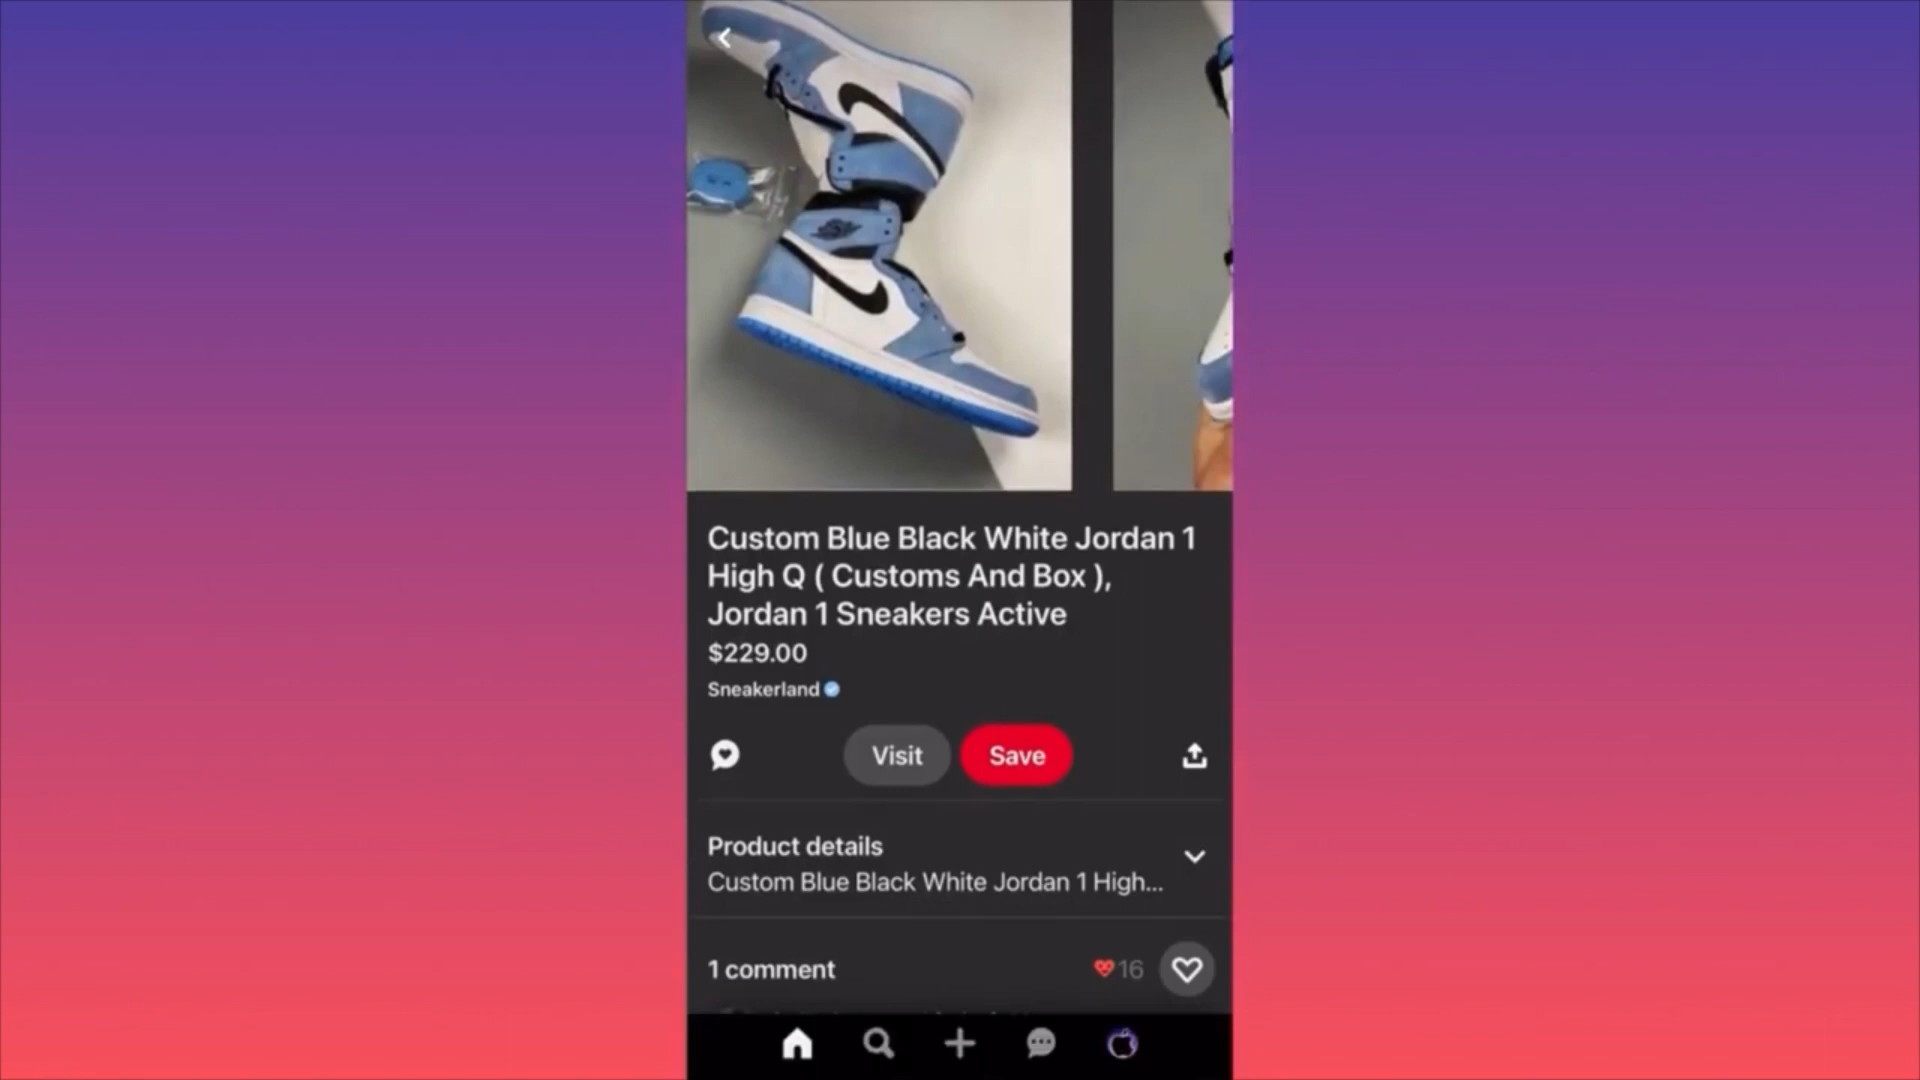 Custom Blue Black White Jordan 1
High Q ( Customs And Box ),
Jordan 1 Sneakers Active
$229.00
Sneakerland
Visit
Save
Product details
Custom Blue Black White Jordan 1 High...
1 comment
16